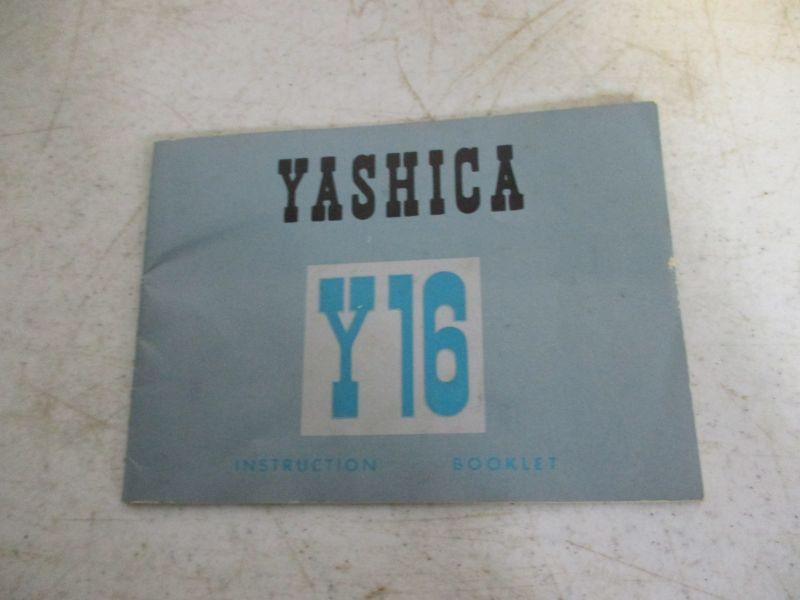 YASHICA
Y16
INSTRUCTION BOOKLET